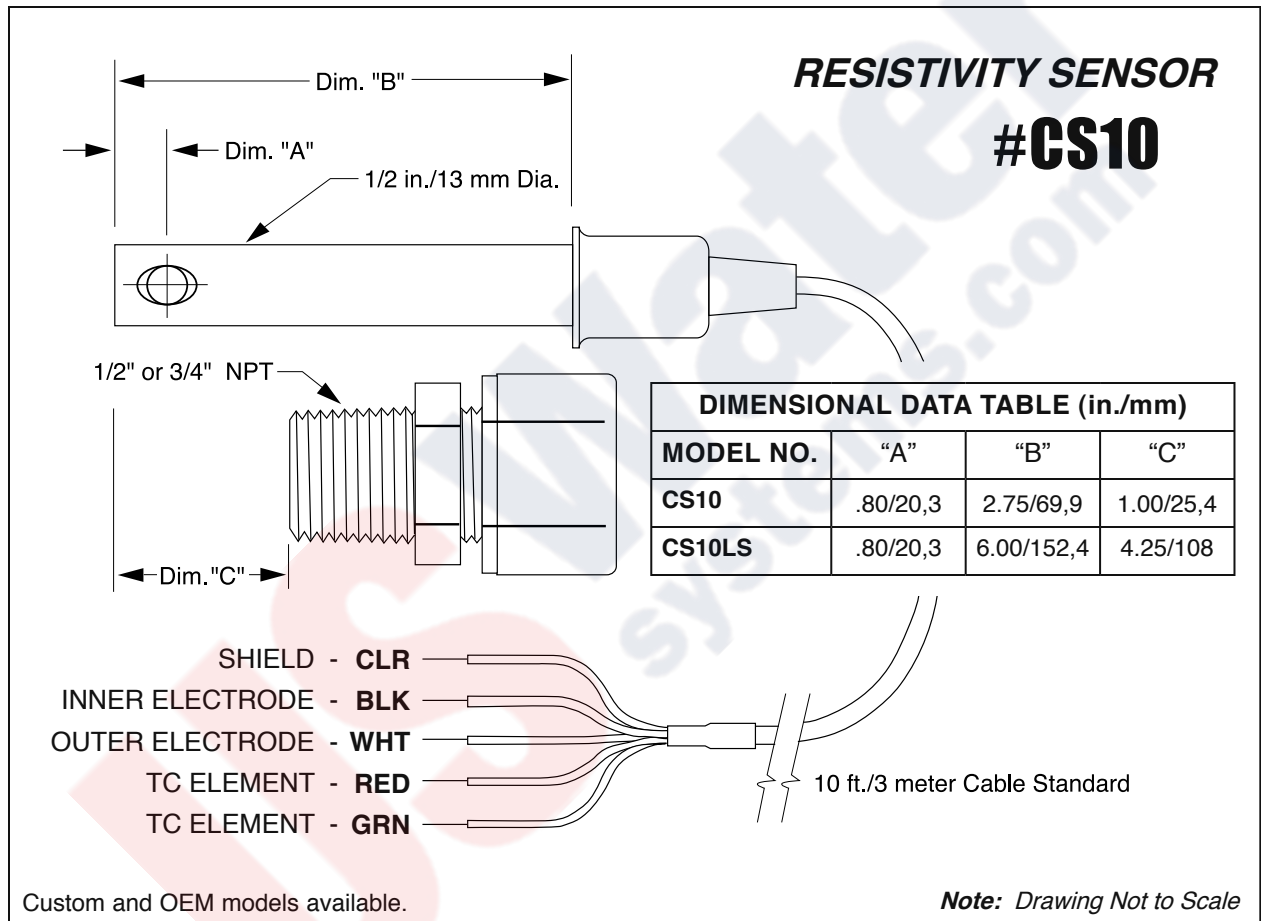 RESISTIVITY SENSOR
#CS10
Dim. "B"
Dim. "A"
1/2 in./13 mm Dia.
1/2" or 3/4" NPT
Dim."C"
DIMENSIONAL DATA TABLE (in./mm)
MODEL NO. “A” “B” “C”
CS10 .80/20,3 2.75/69,9 1.00/25,4
CS10LS .80/20,3 6.00/152,4 4.25/108
SHIELD - CLR
INNER ELECTRODE - BLK
OUTER ELECTRODE - WHT
TC ELEMENT - RED
TC ELEMENT - GRN
10 ft./3 meter Cable Standard
Custom and OEM models available.
Note: Drawing Not to Scale
US Water
systems.com